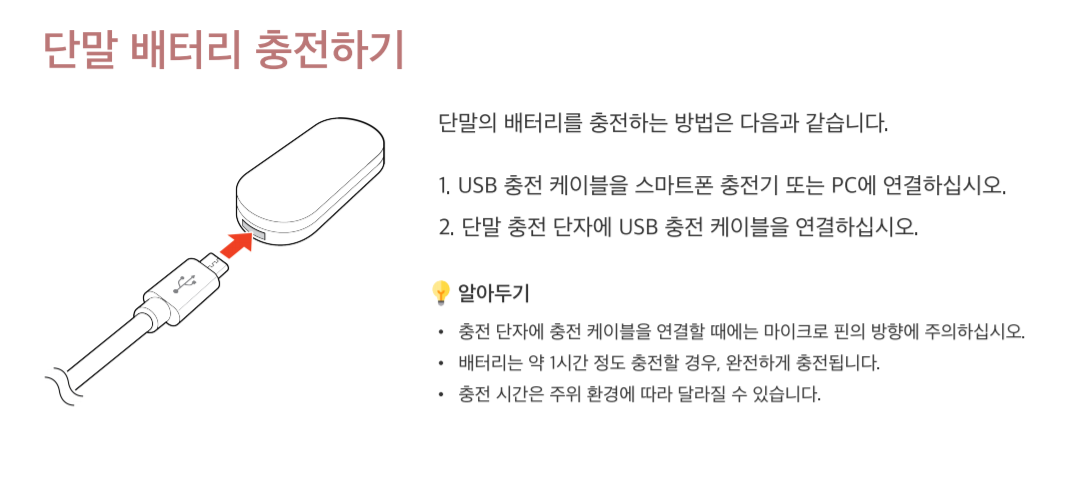 단말 배터리 충전하기
단말의 배터리를 충전하는 방법은 다음과 같습니다.
1. USB 충전 케이블을 스마트폰 충전기 또는 PC에 연결하십시오.
2. 단말 충전 단자에 USB 충전 케이블을 연결하십시오.
알아두기
• 충전 단자에 충전 케이블을 연결할 때에는 마이크로 핀의 방향에 주의하십시오.
• 배터리는 약 1시간 정도 충전할 경우, 완전하게 충전됩니다.
• 충전 시간은 주위 환경에 따라 달라질 수 있습니다.